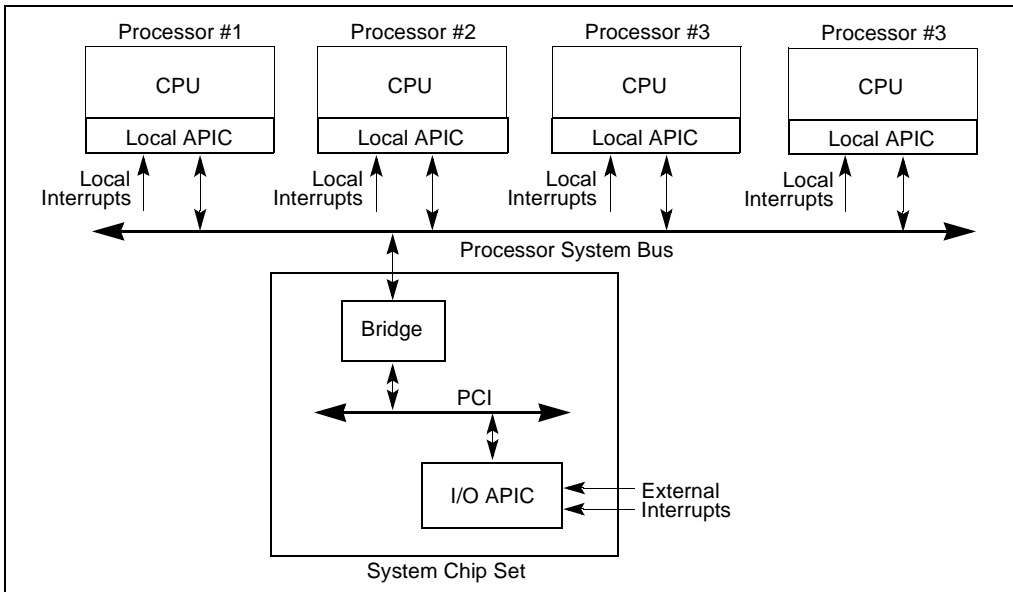 Processor #1
Processor #2
Processor #3
Processor #3
CPU
CPU
CPU
CPU
Local APIC
Local APIC
Local APIC
Local APIC
Local
Interrupts
Local
Interrupts
Local
Interrupts
Local
Interrupts
Processor System Bus
Bridge
PCI
I/O APIC
External
Interrupts
System Chip Set